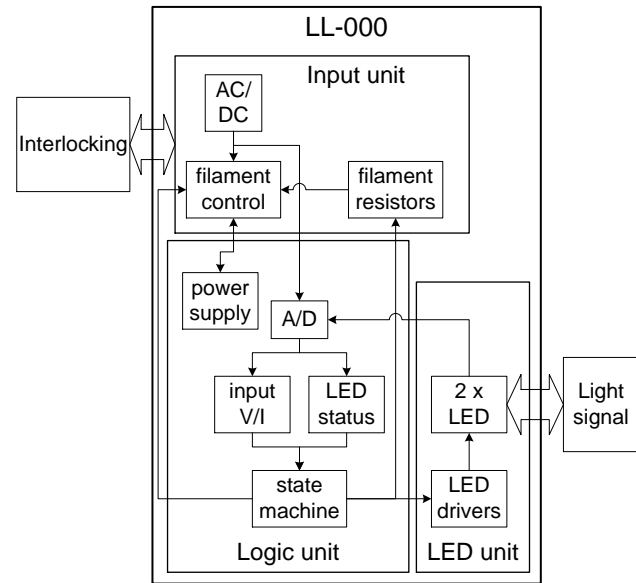 LL-000
Input unit
AC/
DC
Interlocking
filament
control
filament
resistors
power
supply
A/D
input
V/I
LED
status
2 x
LED
Light
signal
state
machine
LED
drivers
Logic unit
LED unit